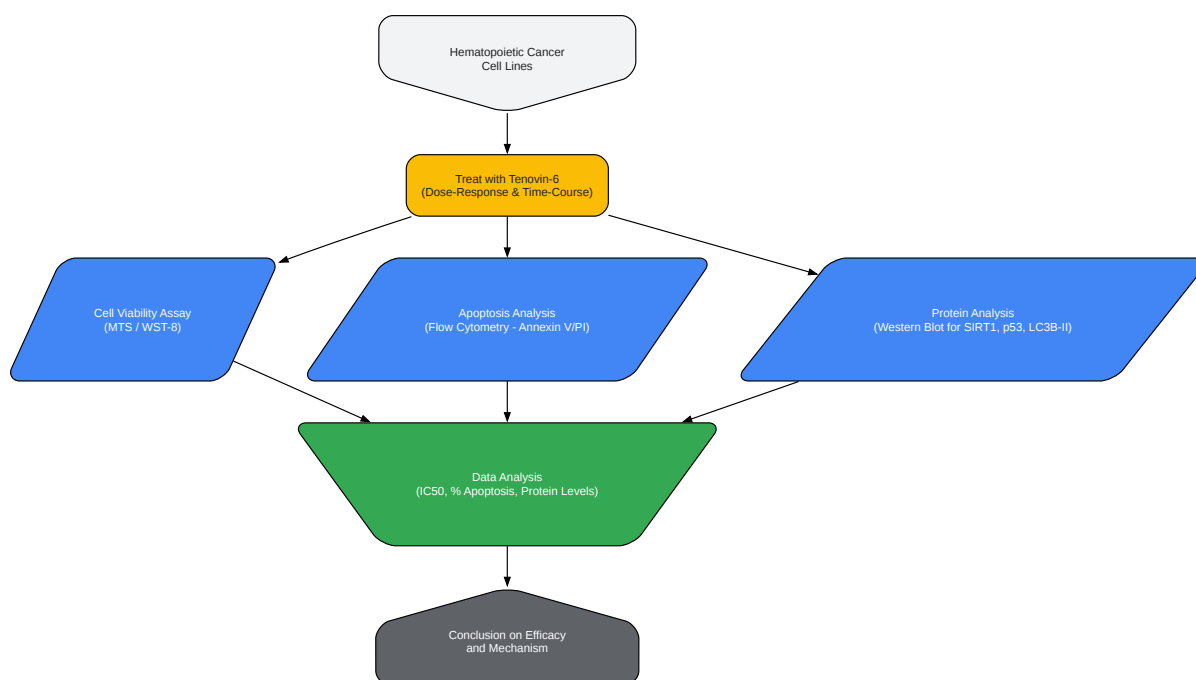 Hematopoietic Cancer
Cell Lines
Treat with Tenovin-6
(Dose-Response & Time-Course)
Cell Viability Assay
(MTS / WST-8)
Apoptosis Analysis
(Flow Cytometry - Annexin V/PI)
Protein Analysis
(Western Blot for SIRT1, p53, LC3B-II)
Data Analysis
(IC50, % Apoptosis, Protein Levels)
Conclusion on Efficacy
and Mechanism